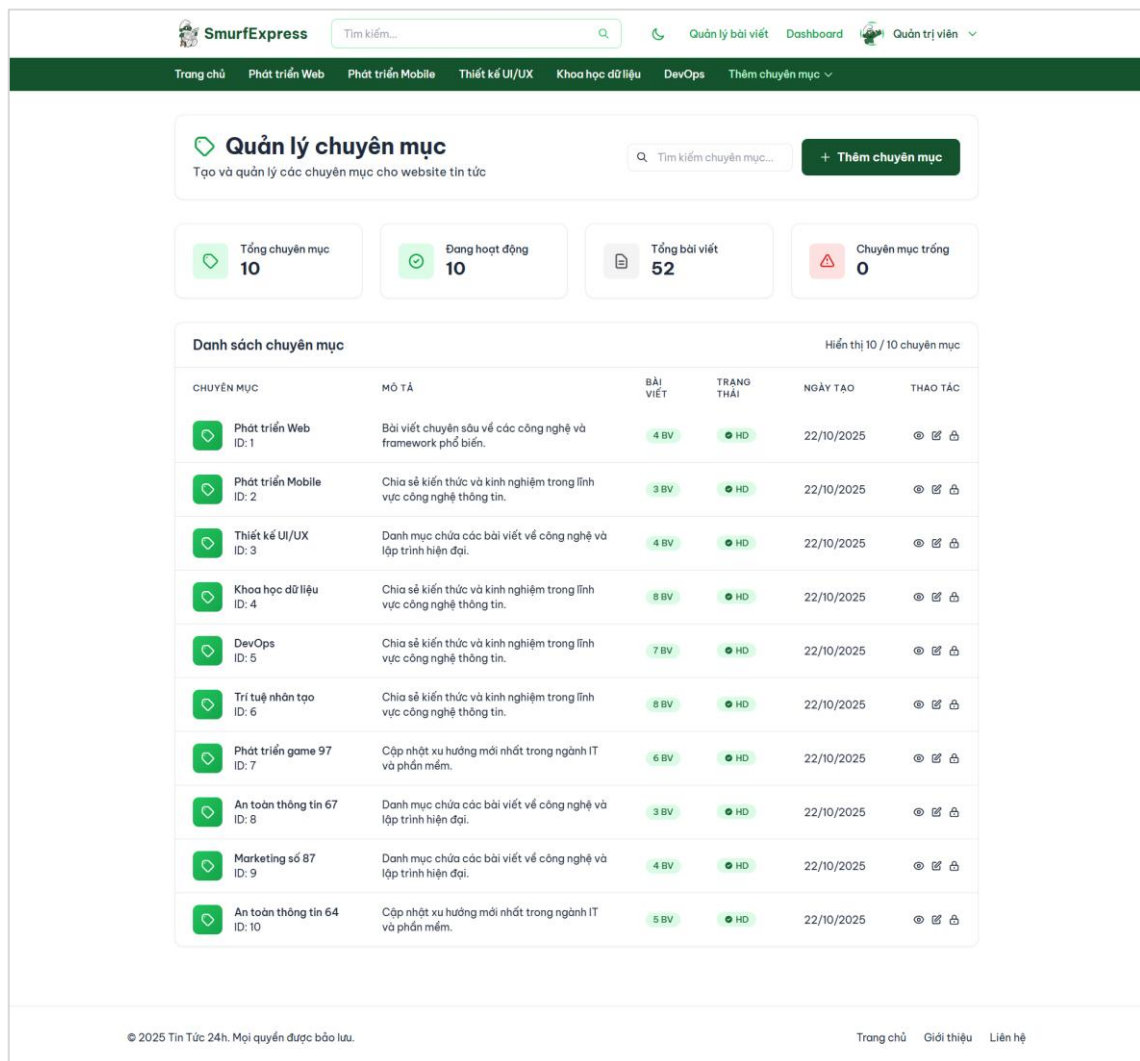 SmurfExpress
Tìm kiếm...
Quản lý bài viết
Dashboard
Quản trị viên
Trang chủ
Phát triển Web
Phát triển Mobile
Thiết kế UI/UX
Khoa học dữ liệu
DevOps
Thêm chuyên mục
Quản lý chuyên mục
Tạo và quản lý các chuyên mục cho website tin tức
Tìm kiếm chuyên mục...
+ Thêm chuyên mục
Tổng chuyên mục
10
Đang hoạt động
10
Tổng bài viết
52
Chuyên mục trống
0
Danh sách chuyên mục
Hiển thị 10 / 10 chuyên mục
CHUYÊN MỤC
MÔ TẢ
BÀI
VIẾT
TRẠNG
THÁI
NGÀY TẠO
THAO TÁC
Phát triển Web
ID: 1
Bài viết chuyên sâu về các công nghệ và
framework phổ biến.
4 BV
HD
22/10/2025
Phát triển Mobile
ID: 2
Chia sẻ kiến thức và kinh nghiệm trong lĩnh
vực công nghệ thông tin.
3 BV
HD
22/10/2025
Thiết kế UI/UX
ID: 3
Danh mục chứa các bài viết về công nghệ và
lập trình hiện đại.
4 BV
HD
22/10/2025
Khoa học dữ liệu
ID: 4
Chia sẻ kiến thức và kinh nghiệm trong lĩnh
vực công nghệ thông tin.
8 BV
HD
22/10/2025
DevOps
ID: 5
Chia sẻ kiến thức và kinh nghiệm trong lĩnh
vực công nghệ thông tin.
7 BV
HD
22/10/2025
Trí tuệ nhân tạo
ID: 6
Chia sẻ kiến thức và kinh nghiệm trong lĩnh
vực công nghệ thông tin.
8 BV
HD
22/10/2025
Phát triển game 97
ID: 7
Cập nhật xu hướng mới nhất trong ngành IT
và phần mềm.
6 BV
HD
22/10/2025
An toàn thông tin 67
ID: 8
Danh mục chứa các bài viết về công nghệ và
lập trình hiện đại.
3 BV
HD
22/10/2025
Marketing số 87
ID: 9
Danh mục chứa các bài viết về công nghệ và
lập trình hiện đại.
4 BV
HD
22/10/2025
An toàn thông tin 64
ID: 10
Cập nhật xu hướng mới nhất trong ngành IT
và phần mềm.
5 BV
HD
22/10/2025
© 2025 Tin Tức 24h. Mọi quyền được bảo lưu.
Trang chủ
Giới thiệu
Liên hệ